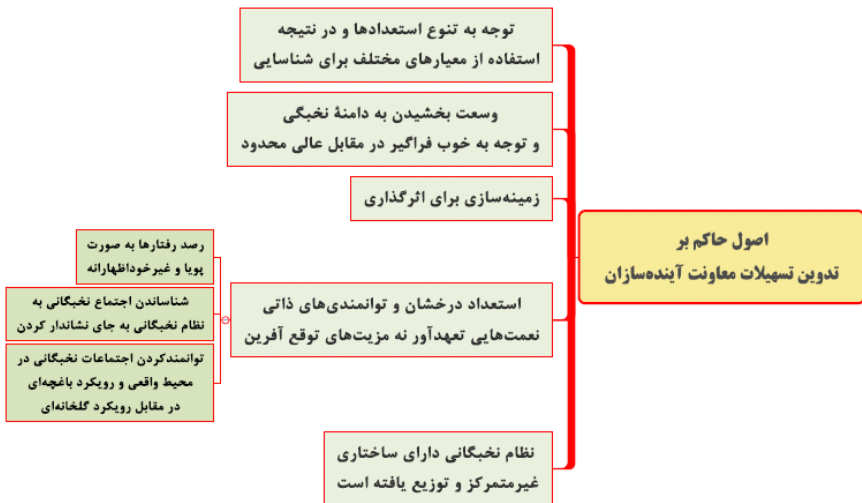 اصول حاکم بر
تدوین تسهیلات معاونت آینده‌سازان
توجه به تنوع استعدادها و در نتیجه
استفاده از معیارهای مختلف برای شناسایی
وسعت بخشیدن به دامنهٔ نخبگی
و توجه به خوب فراگیر در مقابل عالی محدود
زمینه‌سازی برای اثرگذاری
استعداد درخشان و توانمندی‌های ذاتی
نعمت‌هایی تعهدآور نه مزیت‌های توقع آفرین
رصد رفتارها به صورت
پویا و غیرخوداظهارانه
شناساندن اجتماع نخبگانی به
نظام نخبگانی به جای نشاندار کردن
توانمندکردن اجتماعات نخبگانی در
محیط واقعی و رویکرد باغچه‌ای
در مقابل رویکرد گلخانه‌ای
نظام نخبگانی دارای ساختاری
غیرمتمرکز و توزیع یافته است